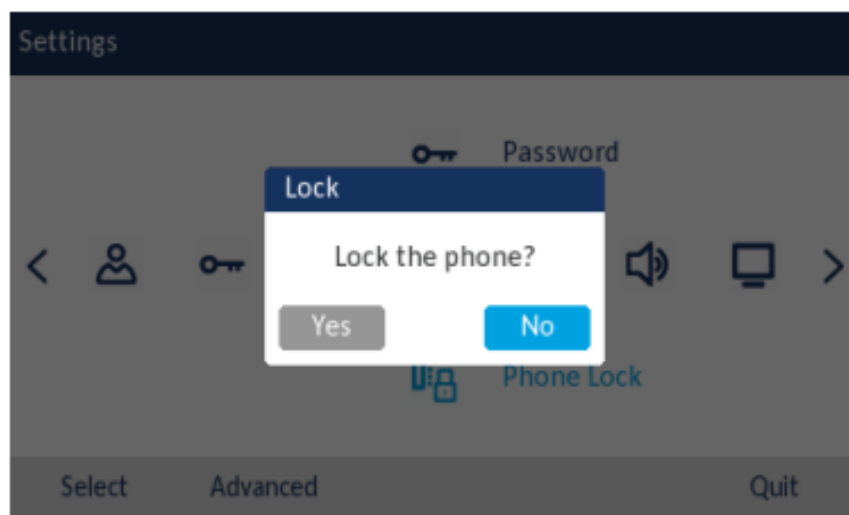 Settings
Password
Lock
Lock the phone?
Yes No
Phone Lock
Select Advanced Quit